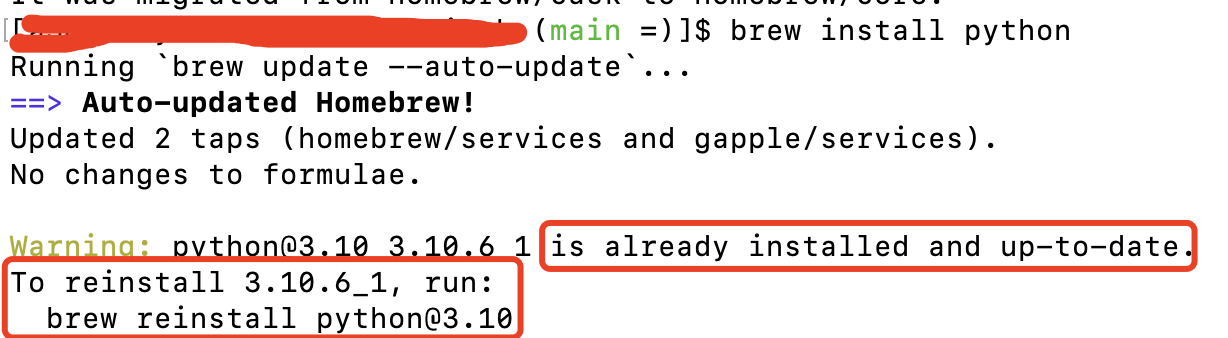 It was migrated from homebrew/cask to homebrew/core.
(main =)]$ brew install python
Running `brew update --auto-update`...
==> Auto-updated Homebrew!
Updated 2 taps (homebrew/services and gapple/services).
No changes to formulae.
Warning: python@3.10 3.10.6_1 is already installed and up-to-date.
To reinstall 3.10.6_1, run:
brew reinstall python@3.10